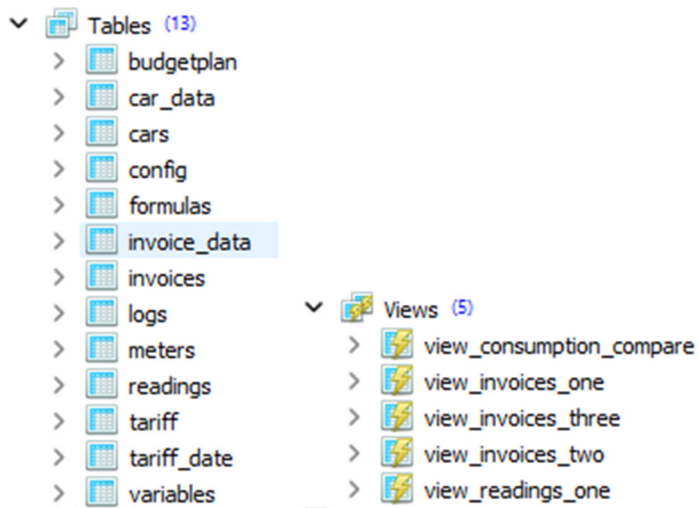 Tables (13)
budgetplan
car_data
cars
config
formulas
invoice_data
invoices
logs
meters
readings
tariff
tariff_date
variables
Views (5)
view_consumption_compare
view_invoices_one
view_invoices_three
view_invoices_two
view_readings_one